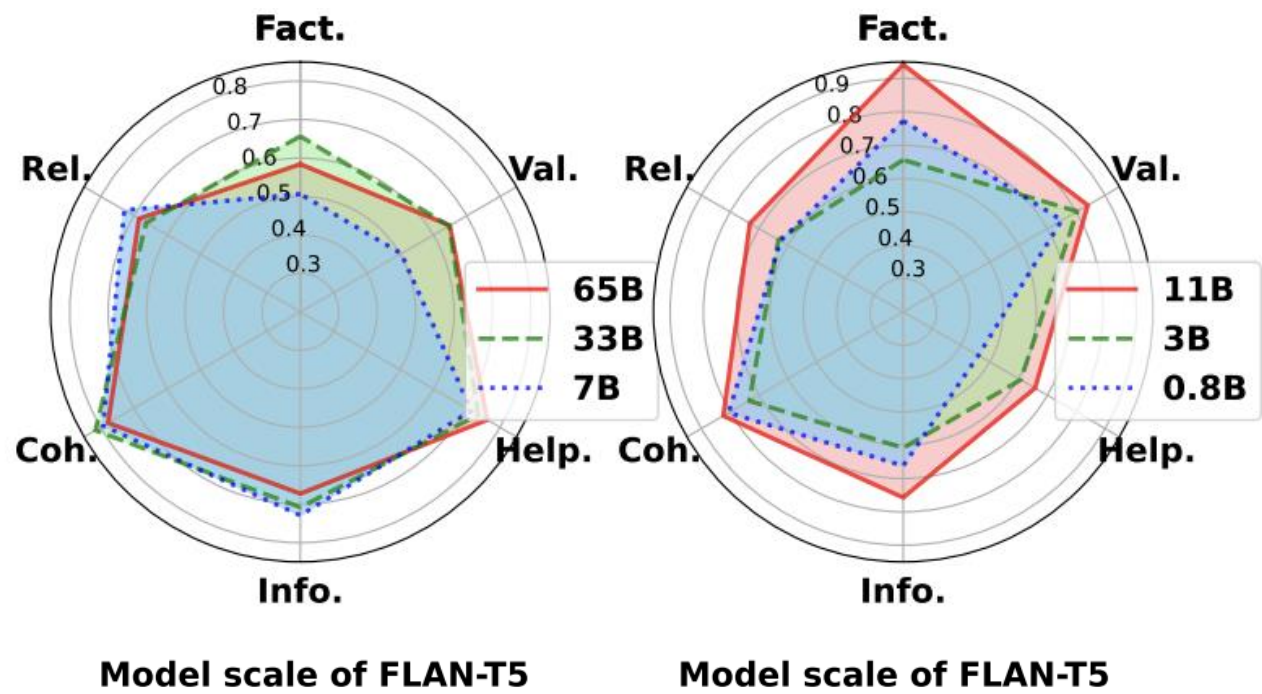 Fact.
0.8
0.7
0.6
0.5
0.4
0.3
Rel.
Val.
65B
33B
7B
Coh.
Help.
Info.
Model scale of FLAN-T5
Fact.
0.9
0.8
0.7
0.6
0.5
0.4
0.3
Rel.
Val.
11B
3B
0.8B
Coh.
Help.
Info.
Model scale of FLAN-T5